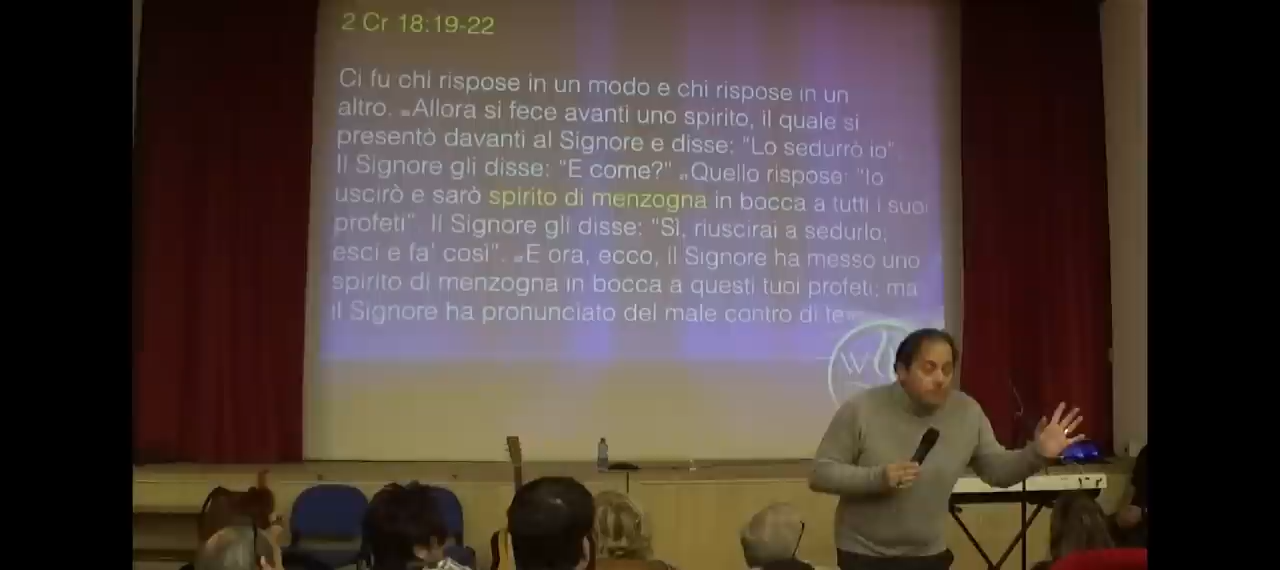 2 Cr 18:19-22
Ci fu chi rispose in un modo e chi rispose in un
altro. Allora si fece avanti uno spirito, il quale si
presentò davanti al Signore e disse: "Lo sedurrò io".
Il Signore gli disse: "E come?" Quello rispose: "Io
uscirò e sarò spirito di menzogna in bocca a tutti i suoi
profeti". Il Signore gli disse: "Sì, riuscirai a sedurlo;
esci e fa' così". E ora, ecco, il Signore ha messo uno
spirito di menzogna in bocca a questi tuoi profeti; ma
il Signore ha pronunciato del male contro di te